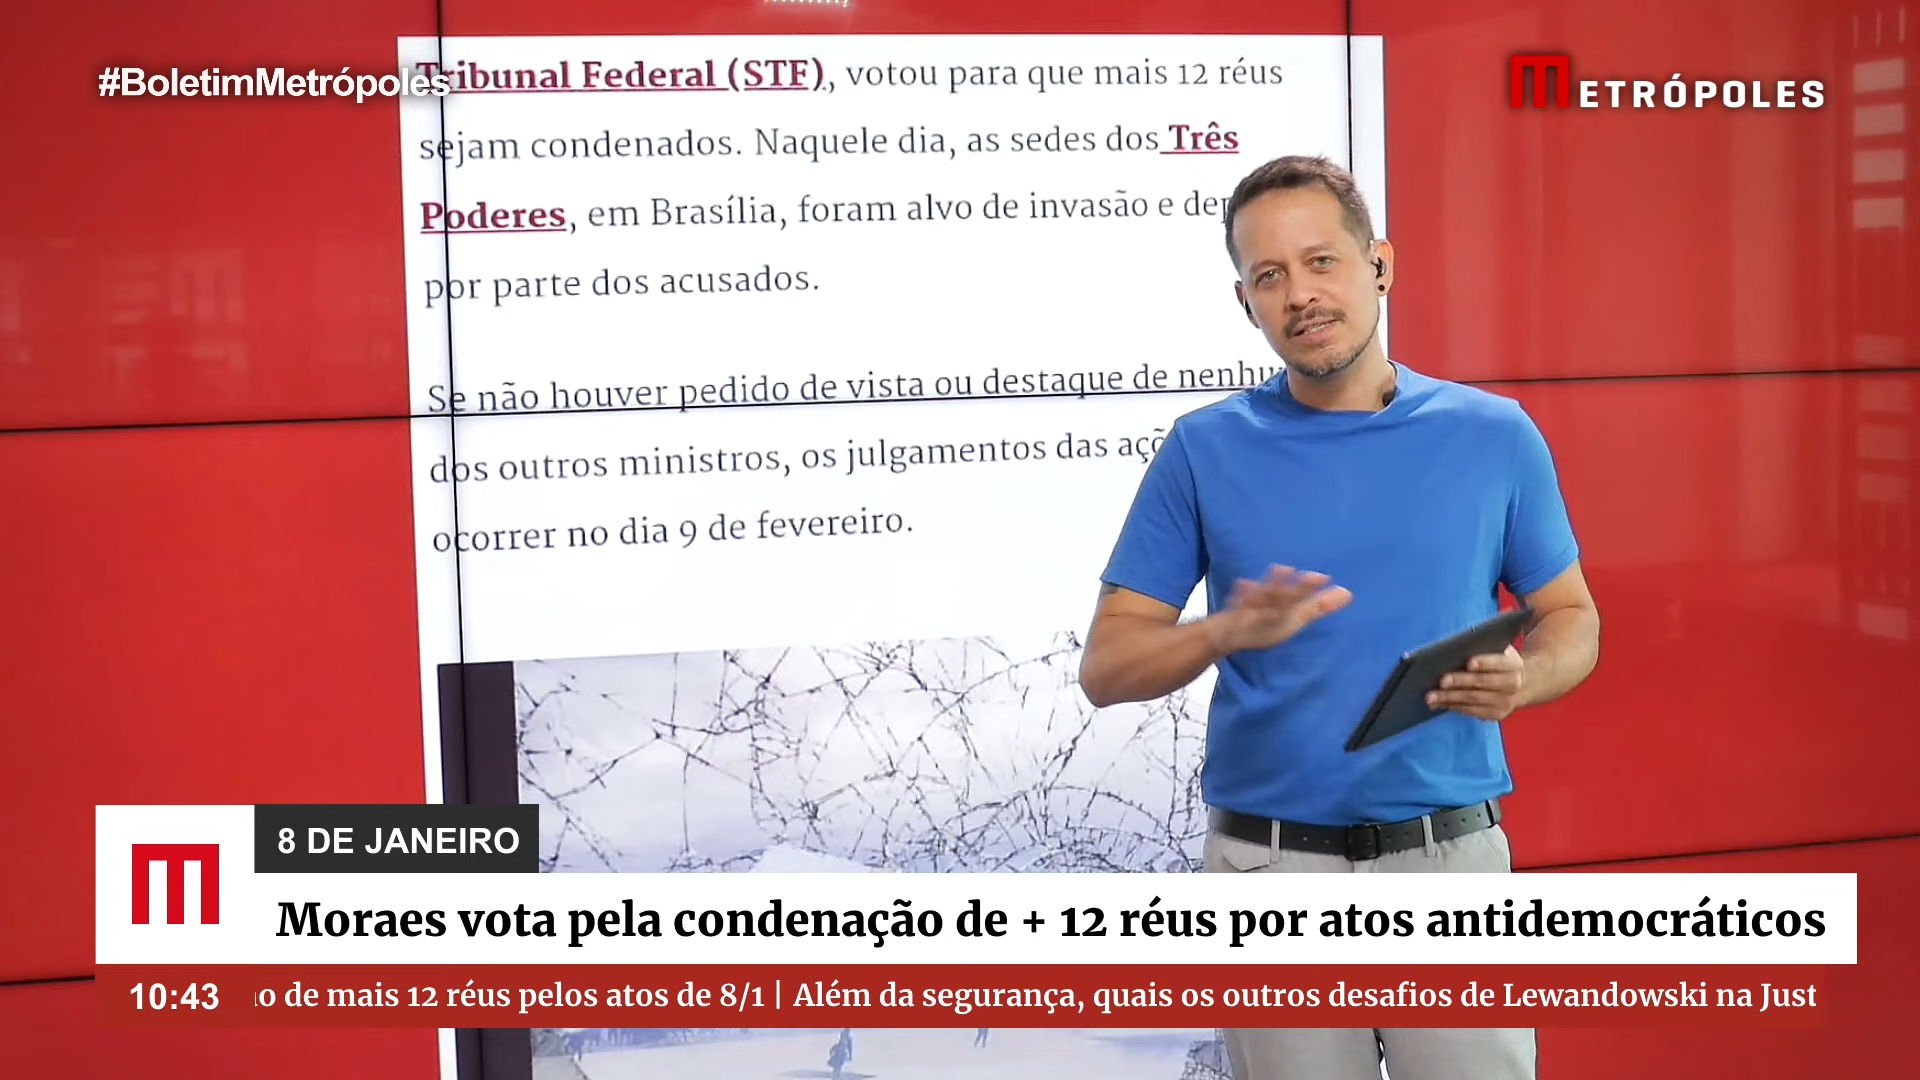 #BoletimMetrópoles
METRÓPOLES
Tribunal Federal (STF), votou para que mais 12 réus
sejam condenados. Naquele dia, as sedes dos Três
Poderes, em Brasília, foram alvo de invasão e
por parte dos acusados.
Se não houver pedido de vista ou destaque de
dos outros ministros, os julgamentos das
ocorrer no dia 9 de fevereiro.
8 DE JANEIRO
Moraes vota pela condenação de + 12 réus por atos antidemocráticos
10:43 de mais 12 réus pelos atos de 8/1 | Além da segurança, quais os outros desafios de Lewandowski na Just